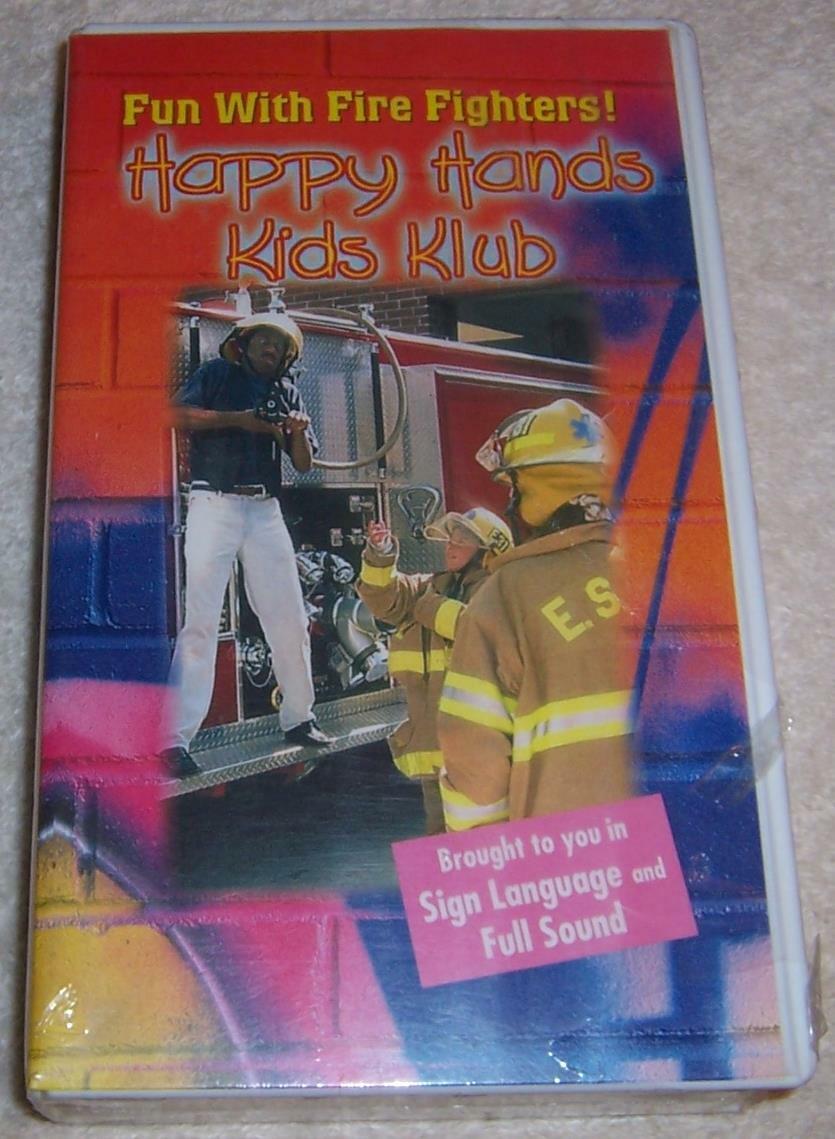 Fun With Fire Fighters!
Happy Hands
Kids Klub
E.S
Brought to you in
Sign Language and
Full Sound